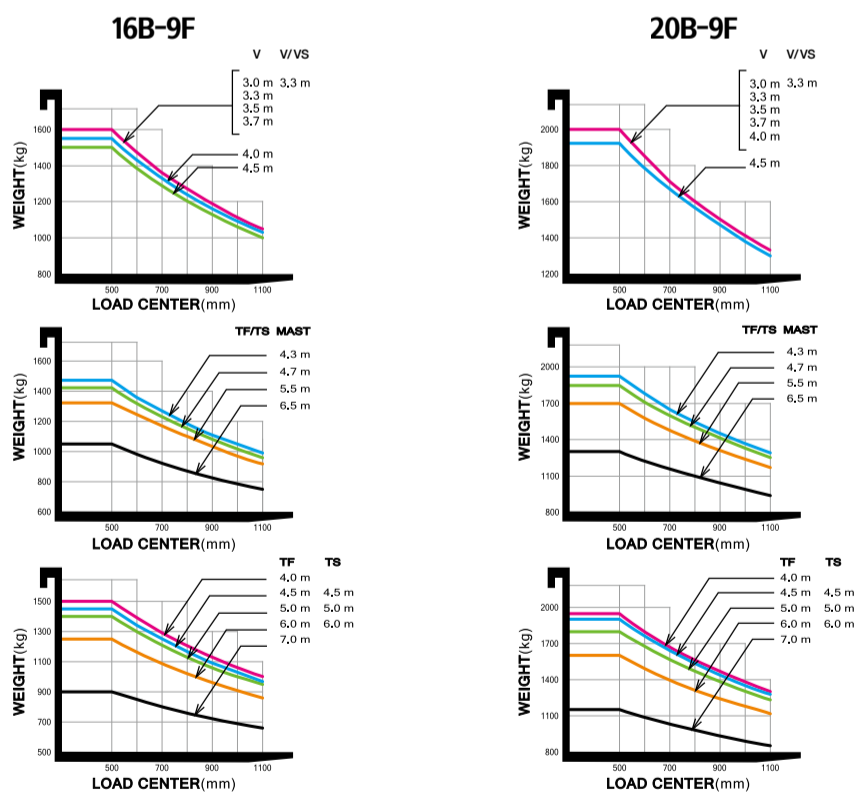 16B-9F
V V/VS
3.0 m 3.3 m
3.3 m
3.5 m
3.7 m
4.0 m
4.5 m
WEIGHT(kg)
1600
1400
1200
1000
800
500 700 900 1100
LOAD CENTER(mm)
TF/TS MAST
4.3 m
4.7 m
5.5 m
6.5 m
WEIGHT(kg)
1600
1400
1200
1000
800
600
500 700 900 1100
LOAD CENTER(mm)
TF TS
4.0 m
4.5 m 4.5 m
5.0 m 5.0 m
6.0 m 6.0 m
7.0 m
WEIGHT(kg)
1500
1300
1100
900
700
500
500 700 900 1100
LOAD CENTER(mm)
20B-9F
V V/VS
3.0 m 3.3 m
3.3 m
3.5 m
3.7 m
4.0 m
4.5 m
WEIGHT(kg)
2000
1800
1600
1400
1200
500 700 900 1100
LOAD CENTER(mm)
TF/TS MAST
4.3 m
4.7 m
5.5 m
6.5 m
WEIGHT(kg)
2000
1700
1400
1100
800
500 700 900 1100
LOAD CENTER(mm)
TF TS
4.0 m
4.5 m 4.5 m
5.0 m 5.0 m
6.0 m 6.0 m
7.0 m
WEIGHT(kg)
2000
1700
1400
1100
800
500 700 900 1100
LOAD CENTER(mm)